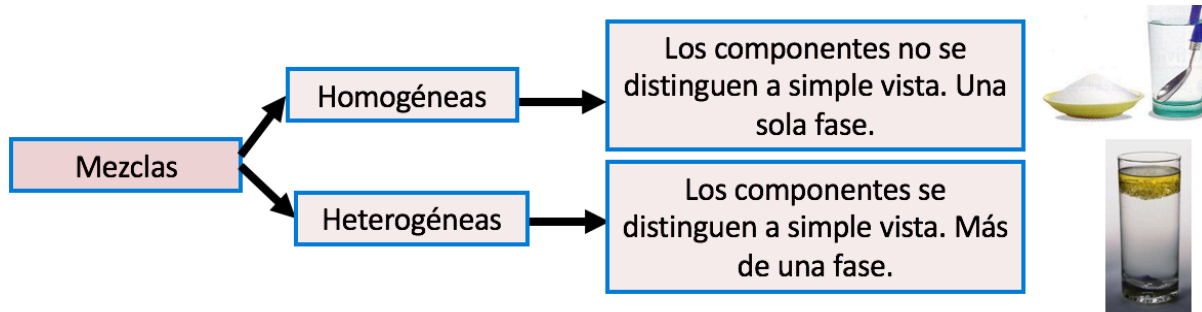 Mezclas
Homogéneas
Los componentes no se
distinguen a simple vista. Una
sola fase.
Heterogéneas
Los componentes se
distinguen a simple vista. Más
de una fase.